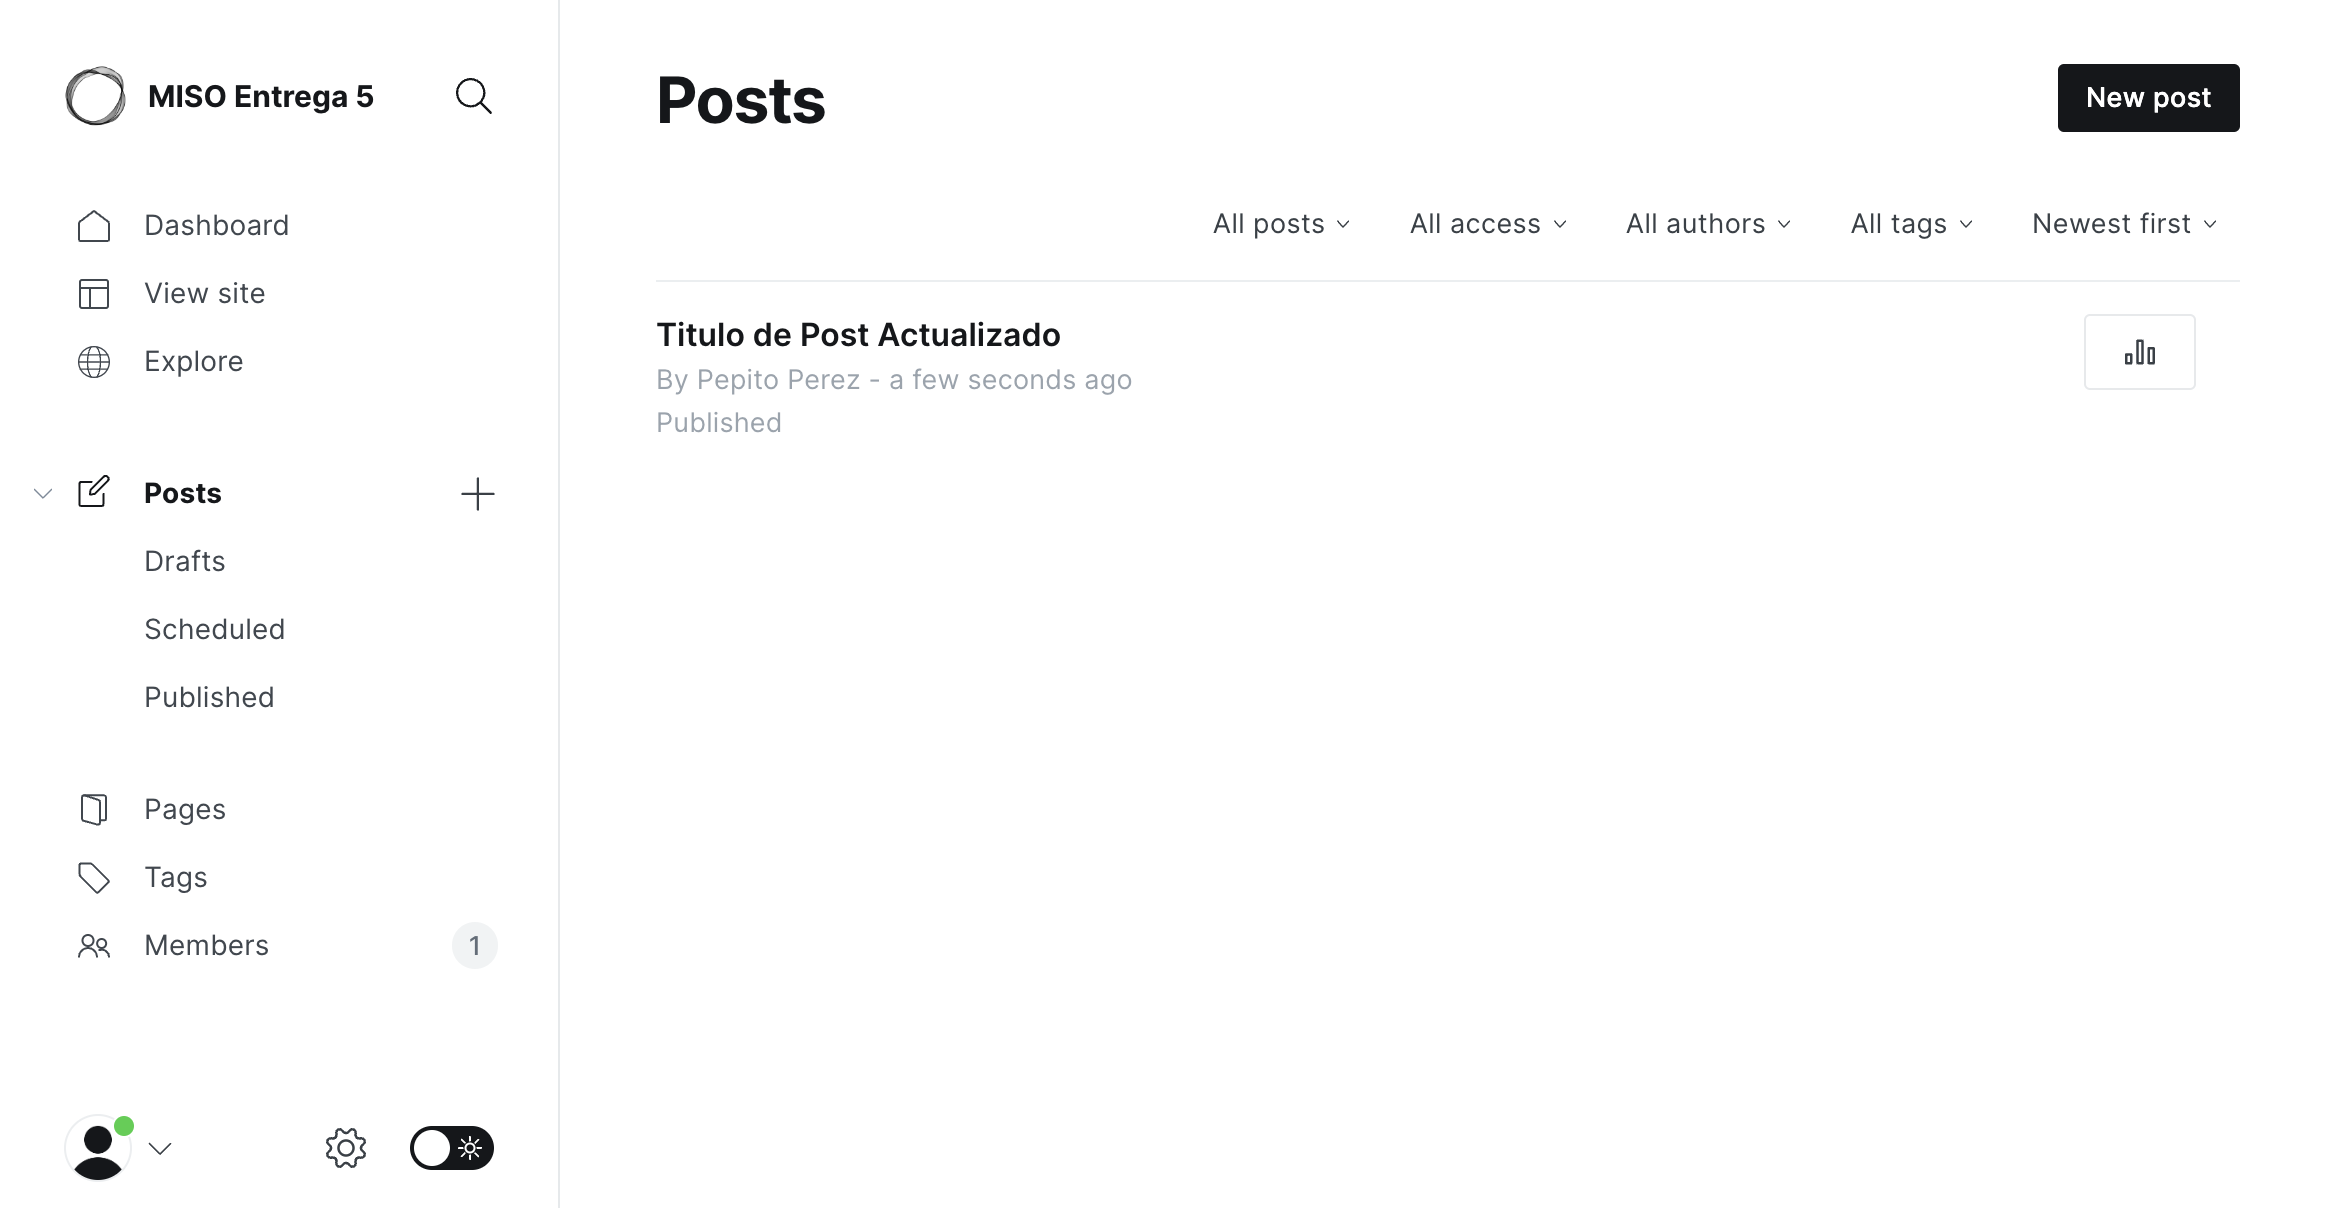 MISO Entrega 5
Dashboard
View site
Explore
Posts
Drafts
Scheduled
Published
Pages
Tags
Members 1
Posts
New post
All posts All access All authors All tags Newest first
Titulo de Post Actualizado
By Pepito Perez - a few seconds ago
Published